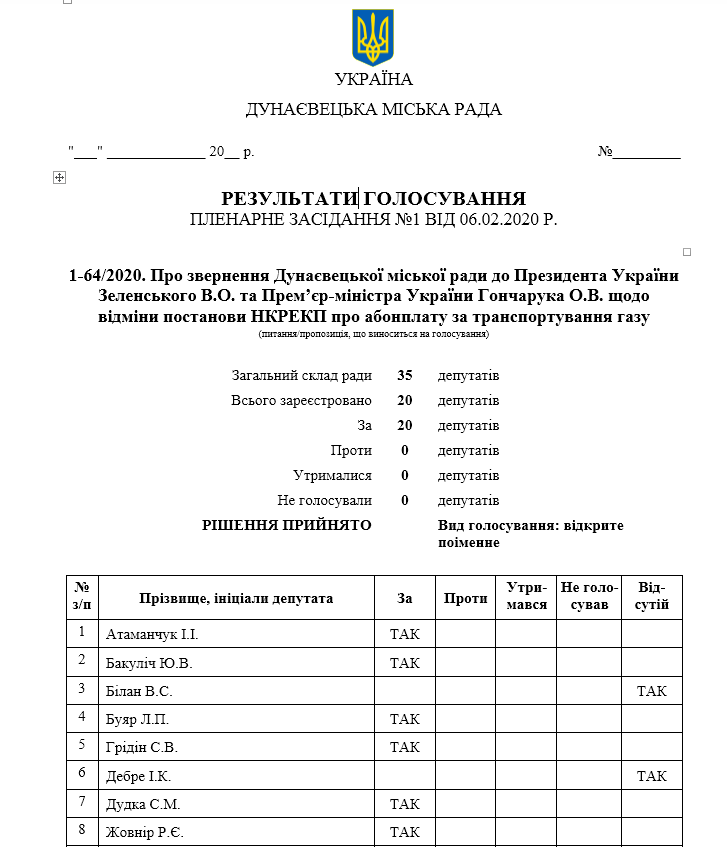 УКРАЇНА
ДУНАЄВЕЦЬКА МІСЬКА РАДА
"___" _____________ 20__ р. №_________
РЕЗУЛЬТАТИ ГОЛОСУВАННЯ
ПЛЕНАРНЕ ЗАСІДАННЯ №1 ВІД 06.02.2020 Р.
1-64/2020. Про звернення Дунаєвецької міської ради до Президента України
Зеленського В.О. та Прем’єр-міністра України Гончарука О.В. щодо
відміни постанови НКРЕКП про абонплату за транспортування газу
(питання/пропозиція, що виноситься на голосування)
Загальний склад ради 35 депутатів
Всього зареєстровано 20 депутатів
За 20 депутатів
Проти 0 депутатів
Утрималися 0 депутатів
Не голосували 0 депутатів
РІШЕННЯ ПРИЙНЯТО Вид голосування: відкрите
поіменне
№ з/п Прізвище, ініціали депутата За Проти Утри-мався Не голо-сував Від-сутій
1 Атаманчук І.І. ТАК
2 Бакуліч Ю.В. ТАК
3 Білан В.С. ТАК
4 Буяр Л.П. ТАК
5 Грідін С.В. ТАК
6 Дебре І.К. ТАК
7 Дудка С.М. ТАК
8 Жовнір Р.Є. ТАК